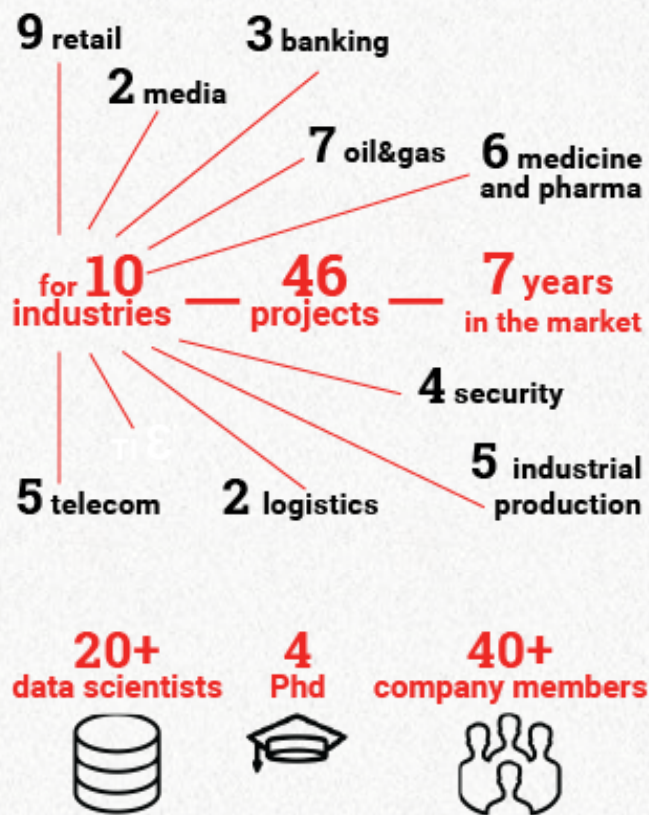 9 retail
3 banking
2 media
7 oil&gas
6 medicine
and pharma
for 10
industries
46
projects
7 years
in the market
4 security
5 industrial
production
5 telecom
2 logistics
20+
data scientists
4
Phd
40+
company members